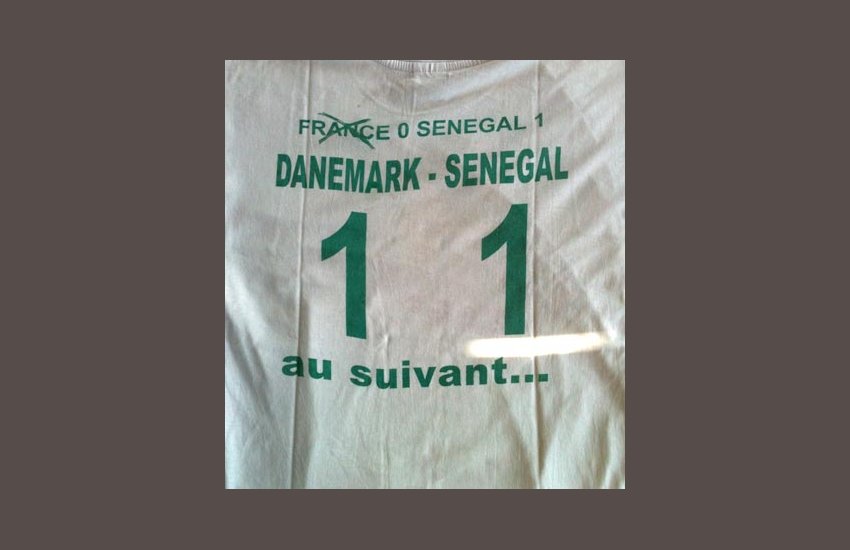 FRANCE 0 SENEGAL 1
DANEMARK - SENEGAL
1 1
au suivant...